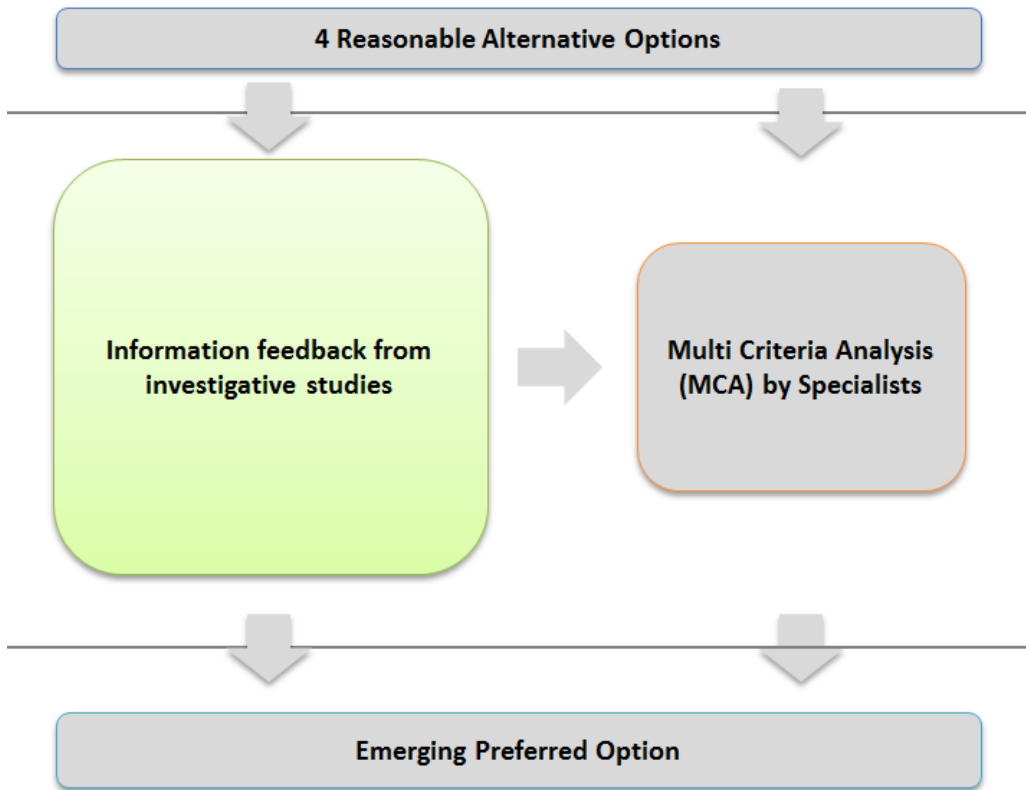 4 Reasonable Alternative Options
Information feedback from
investigative studies
Multi Criteria Analysis
(MCA) by Specialists
Emerging Preferred Option